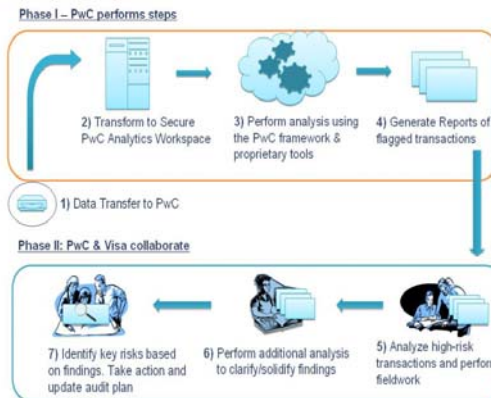 Phase I – PwC performs steps
2) Transform to Secure
PwC Analytics Workspace
3) Perform analysis using
the PwC framework &
proprietary tools
4) Generate Reports of
flagged transactions
1) Data Transfer to PwC
Phase II: PwC & Visa collaborate
7) Identify key risks based
on findings. Take action and
update audit plan
6) Perform additional analysis
to clarify/solidify findings
5) Analyze high-risk
transactions and perform
fieldwork